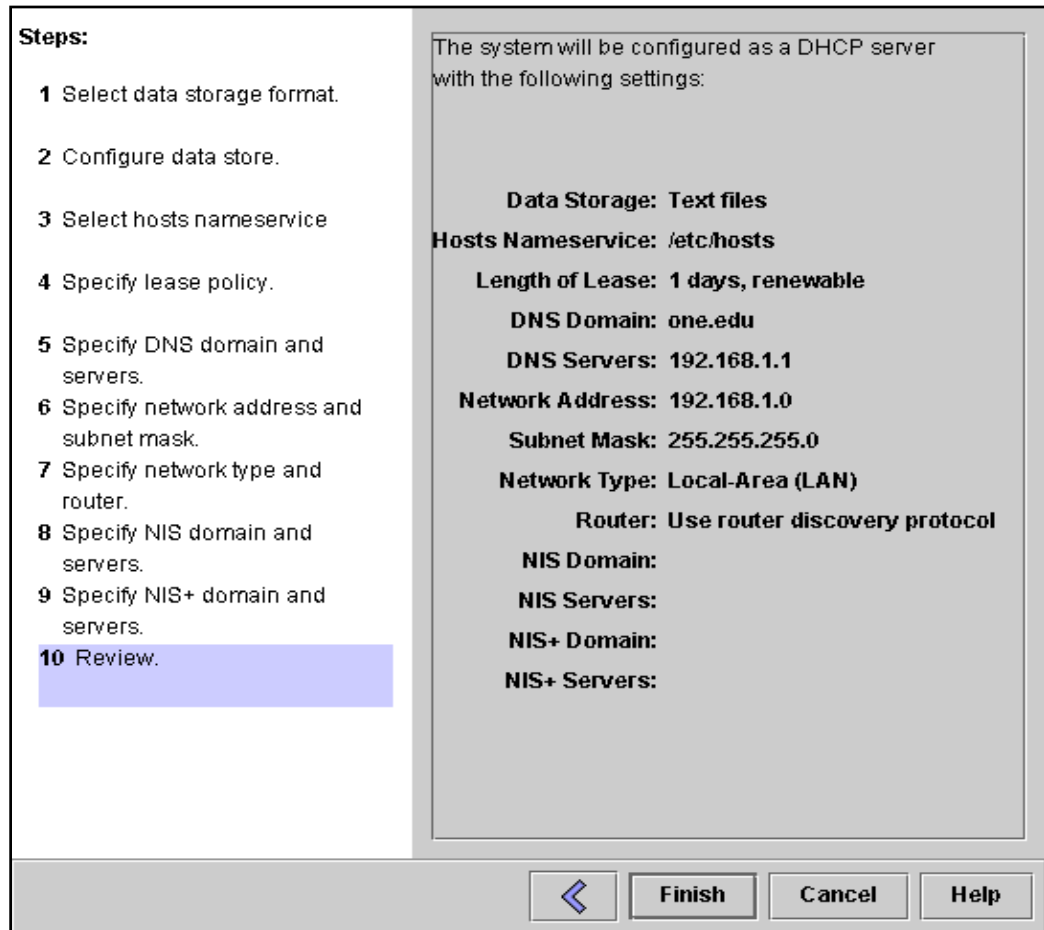 Steps:
1 Select data storage format.
2 Configure data store.
3 Select hosts nameservice
4 Specify lease policy.
5 Specify DNS domain and
servers.
6 Specify network address and
subnet mask.
7 Specify network type and
router.
8 Specify NIS domain and
servers.
9 Specify NIS+ domain and
servers.
10 Review.
The system will be configured as a DHCP server
with the following settings:
Data Storage: Text files
Hosts Nameservice: /etc/hosts
Length of Lease: 1 days, renewable
DNS Domain: one.edu
DNS Servers: 192.168.1.1
Network Address: 192.168.1.0
Subnet Mask: 255.255.255.0
Network Type: Local-Area (LAN)
Router: Use router discovery protocol
NIS Domain:
NIS Servers:
NIS+ Domain:
NIS+ Servers:
Finish Cancel Help